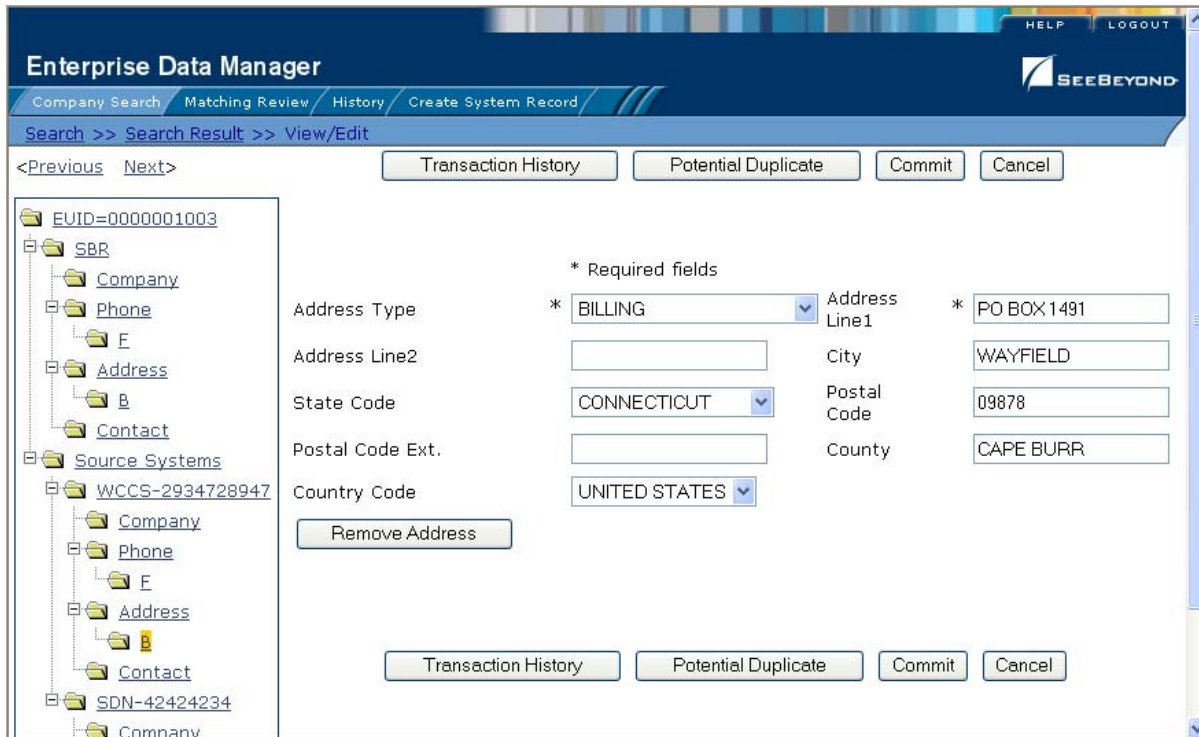 HELP LOGOUT
Enterprise Data Manager
SEEBEYOND
Company Search Matching Review History Create System Record
Search >> Search Result >> View/Edit
<Previous Next>
Transaction History Potential Duplicate Commit Cancel
EUID=0000001003
SBR
Company
Phone
F
Address
B
Contact
Source Systems
WCCS-2934728947
Company
Phone
F
Address
B
Contact
SDN-42424234
Company
* Required fields
Address Type * BILLING Address Line1 * PO BOX 1491
Address Line2 City WAYFIELD
State Code CONNECTICUT Postal Code 09878
Postal Code Ext. County CAPE BURR
Country Code UNITED STATES
Remove Address
Transaction History Potential Duplicate Commit Cancel